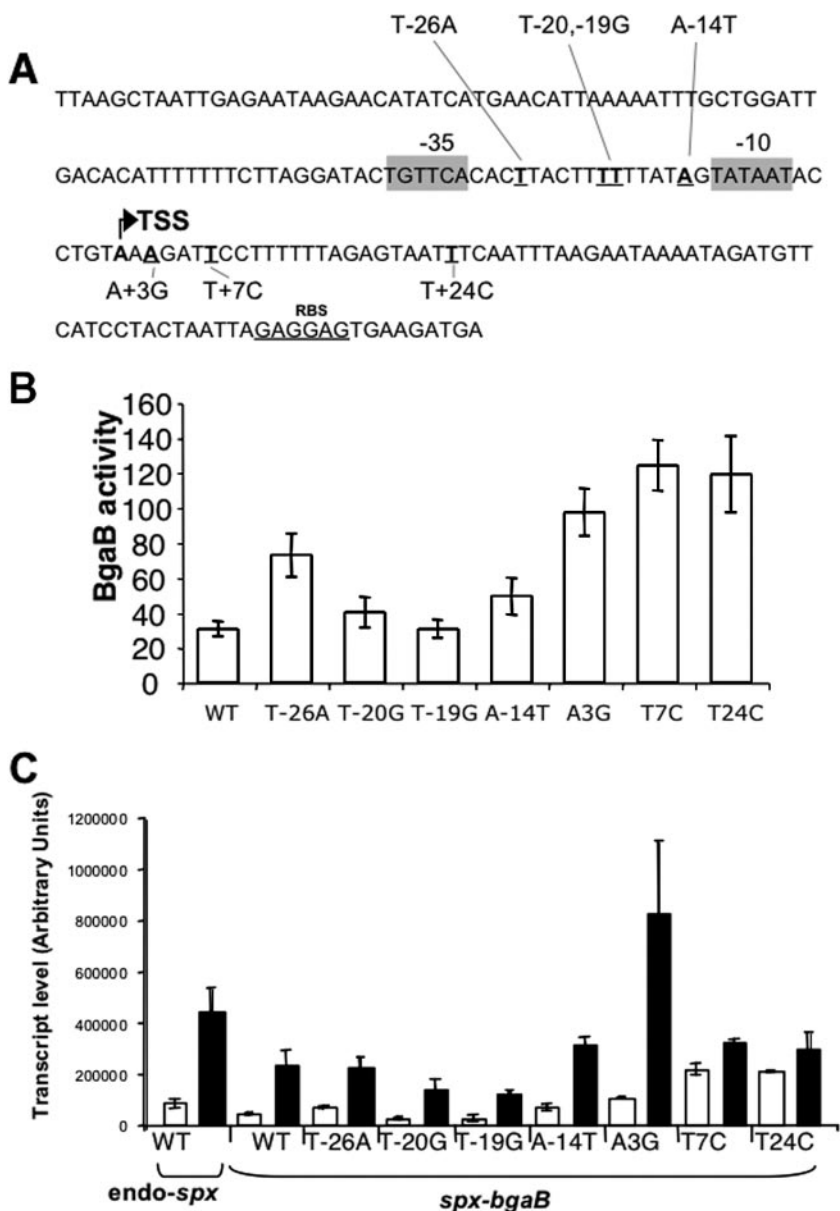 T-26A T-20,-19G A-14T
A
TTAAGCTAATTGAGAATAAGAACATATCATGAACATTAAAAATTTGCTGGATT
-35 -10
GACACATTTTTTTCTTAGGATACTGTTCACACTTACTTTTTTATAGTATAATAC
TSS
CTGTAAAGATTCCTTTTTTAGAGTAATTTCAATTTAAGAATAAAATAGATGTT
A+3G T+7C T+24C
RBS
CATCCTACTAATTAGAGGAGTGAAGATGA
B
BgaB activity
160
140
120
100
80
60
40
20
0
WT T-26A T-20G T-19G A-14T A3G T7C T24C
C
Transcript level (Arbitrary Units)
1200000
1000000
800000
600000
400000
200000
0
WT WT T-26A T-20G T-19G A-14T A3G T7C T24C
endo-spx spx-bgaB